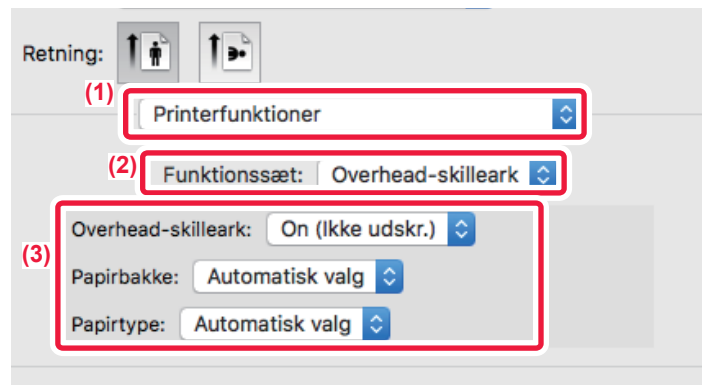 Retning:
(1)
Printerfunktioner
(2)
Funktionssæt: Overhead-skilleark
(3)
Overhead-skilleark: On (Ikke udskr.)
Papirbakke: Automatisk valg
Papirtype: Automatisk valg